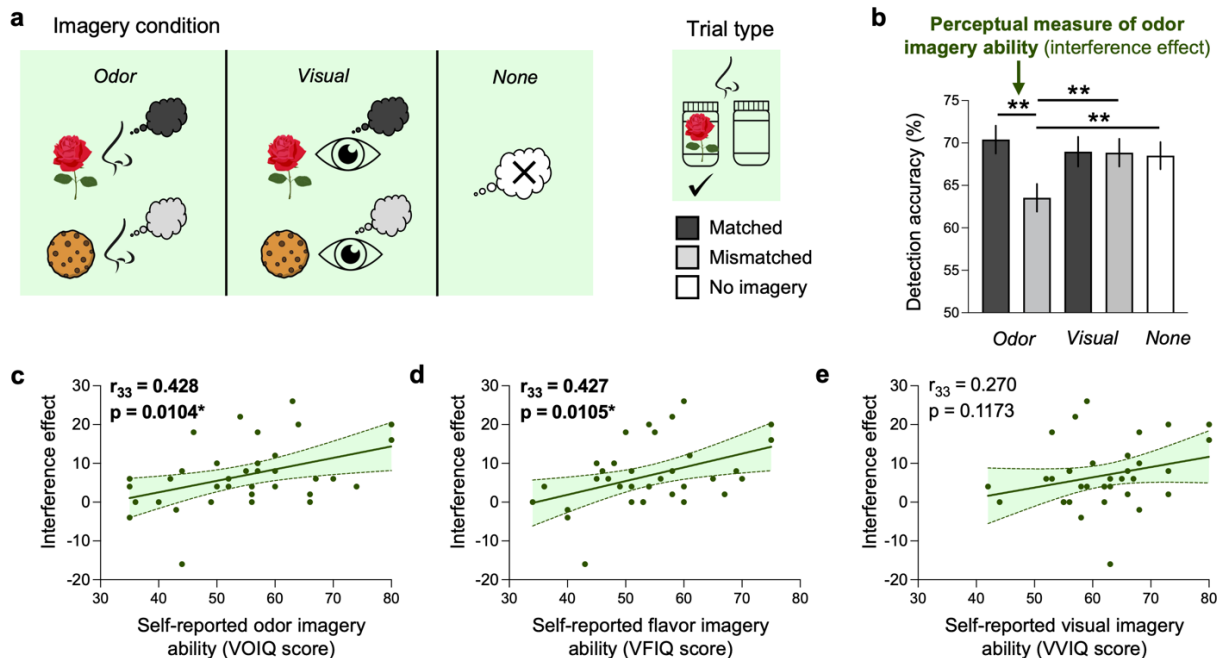 a
Imagery condition
Odor
Visual
None
Trial type
Matched
Mismatched
No imagery
b
Perceptual measure of odor
imagery ability (interference effect)
**
**
**
Detection accuracy (%)
75
70
65
60
55
50
Odor
Visual
None
c
r33 = 0.428
p = 0.0104*
Interference effect
30
20
10
0
-10
-20
30
40
50
60
70
80
Self-reported odor imagery
ability (VOIQ score)
d
r33 = 0.427
p = 0.0105*
Interference effect
30
20
10
0
-10
-20
30
40
50
60
70
80
Self-reported flavor imagery
ability (VFIQ score)
e
r33 = 0.270
p = 0.1173
Interference effect
30
20
10
0
-10
-20
30
40
50
60
70
80
Self-reported visual imagery
ability (VVIQ score)